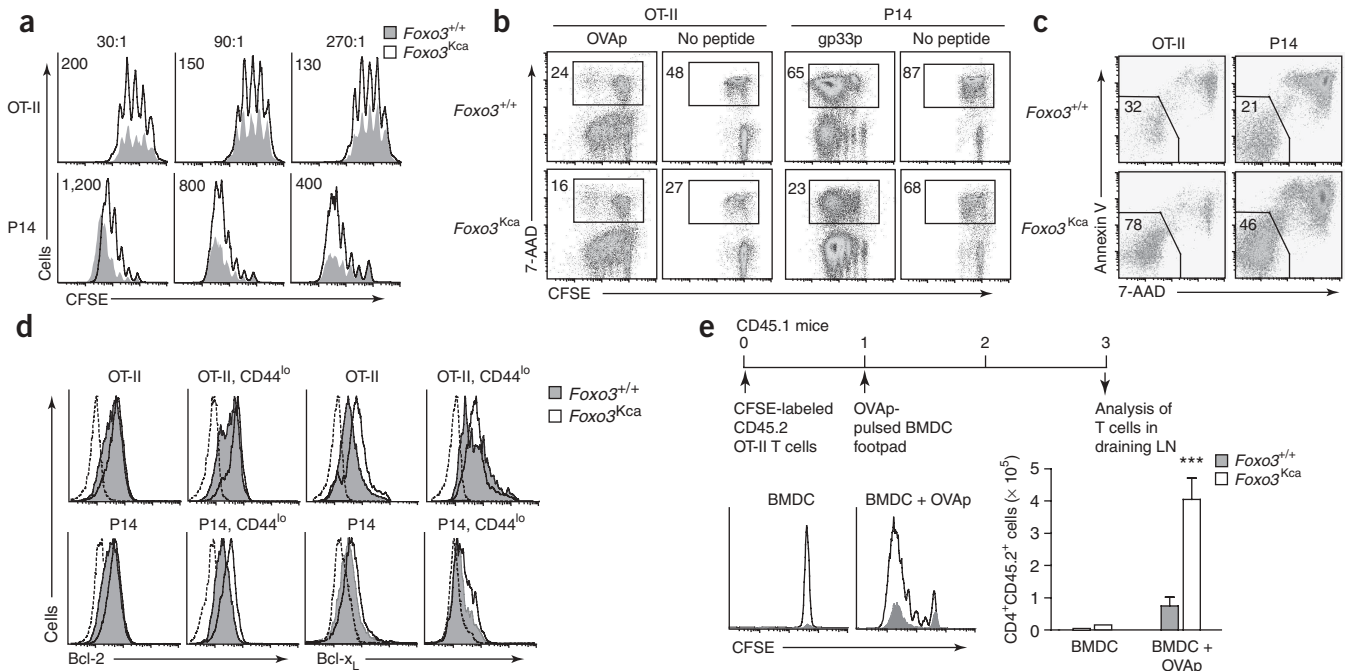 a
30:1 90:1 270:1
Foxo3+/+
Foxo3Kca
OT-II
200 150 130
P14
1,200 800 400
Cells
CFSE
b
OT-II P14
OVAp No peptide gp33p No peptide
Foxo3+/+
24 48 65 87
Foxo3Kca
16 27 23 68
7-AAD
CFSE
c
OT-II P14
Foxo3+/+
32 21
Foxo3Kca
78 46
Annexin V
7-AAD
d
OT-II OT-II, CD44lo OT-II OT-II, CD44lo
Foxo3+/+
Foxo3Kca
P14 P14, CD44lo P14 P14, CD44lo
Cells
Bcl-2 Bcl-xL
e
CD45.1 mice
0 1 2 3
CFSE-labeled
CD45.2
OT-II T cells
OVAp-
pulsed BMDC
footpad
Analysis of
T cells in
draining LN
BMDC BMDC + OVAp
CFSE
Foxo3+/+
Foxo3Kca
***
CD4+CD45.2+ cells (× 105)
5
4
3
2
1
0
BMDC BMDC +
OVAp